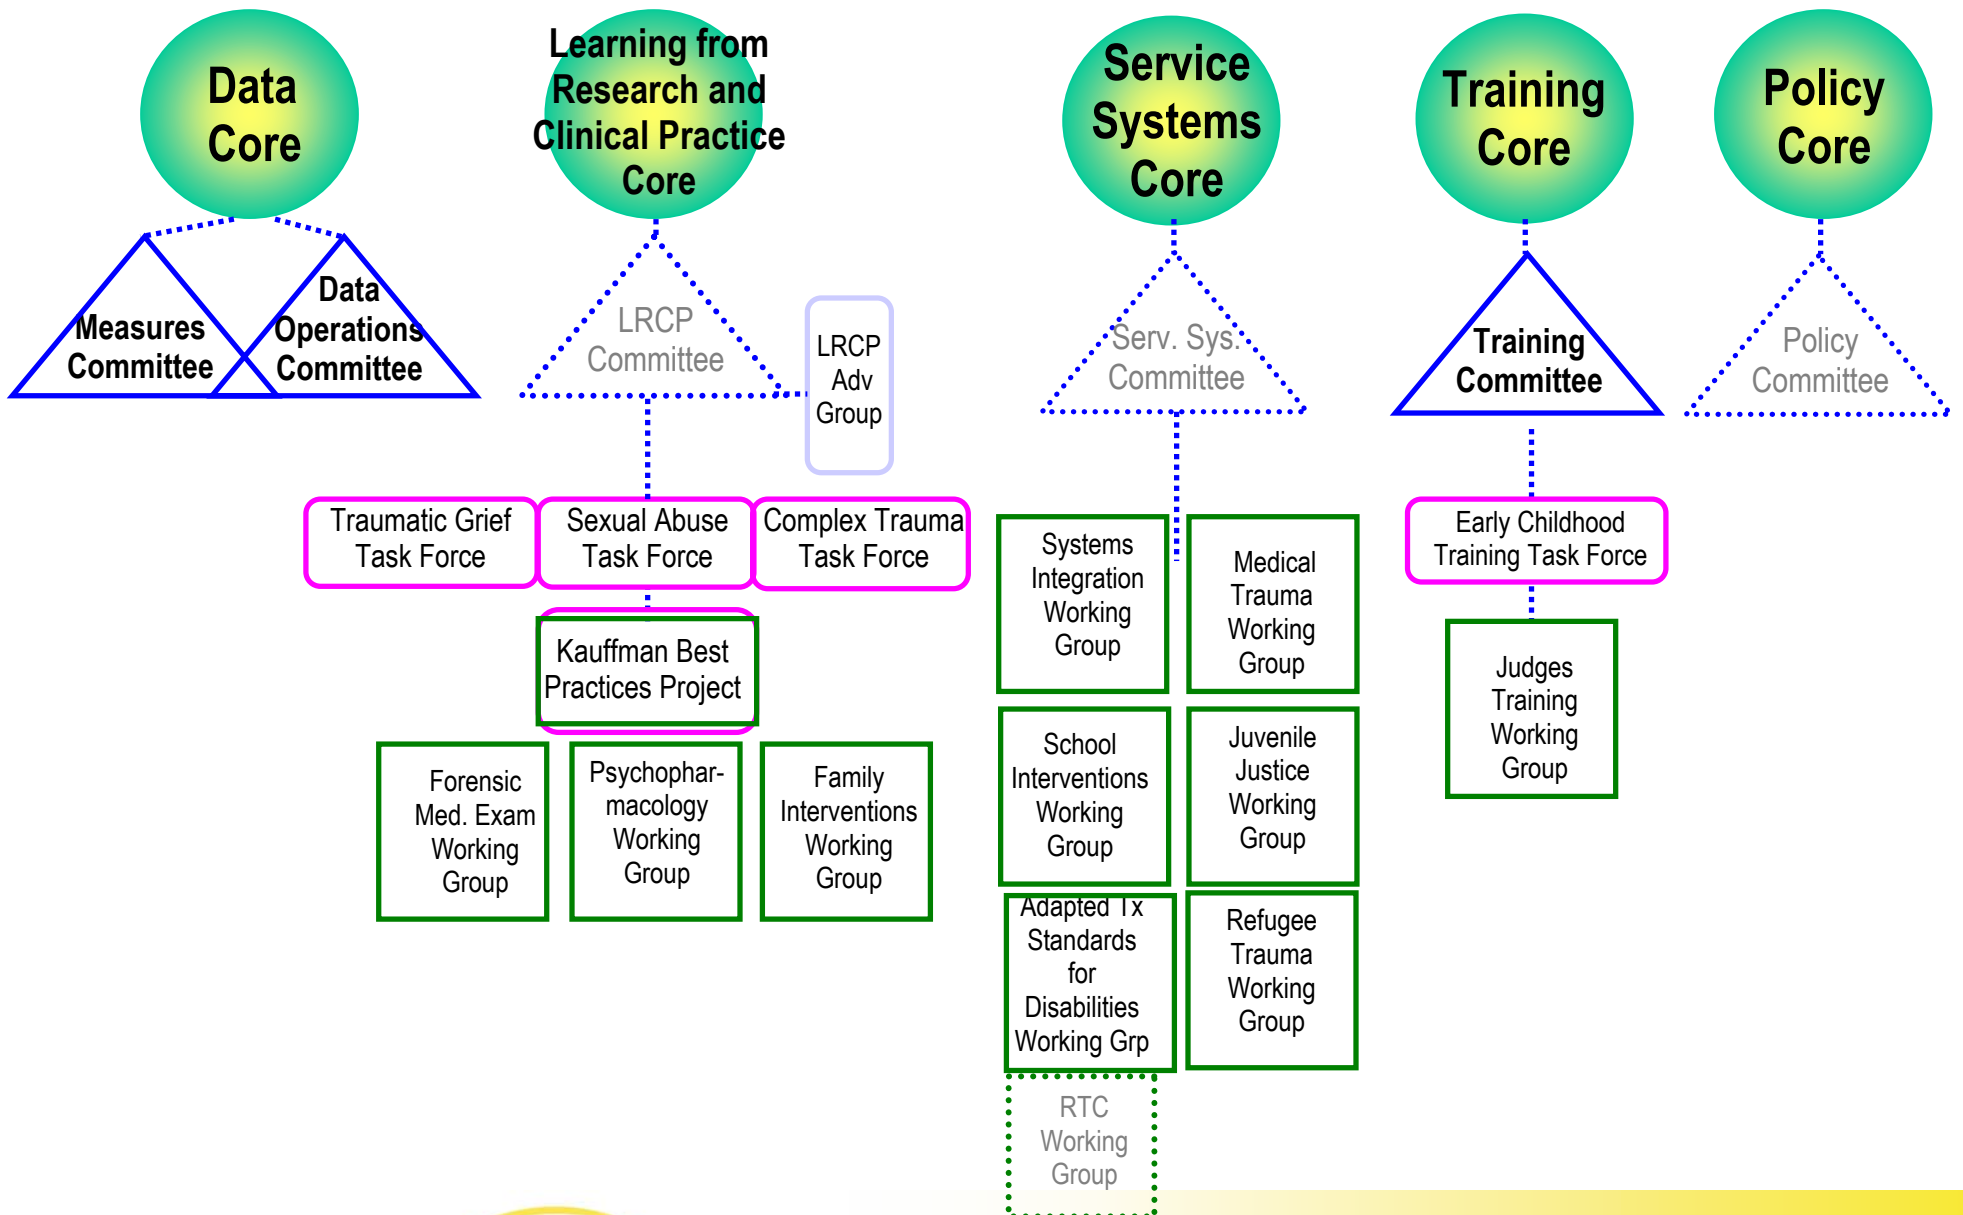 Data
Core
Learning from
Research and
Clinical Practice
Core
Service
Systems
Core
Training
Core
Policy
Core
Measures
Committee
Data
Operations
Committee
LRCP
Committee
LRCP
Adv
Group
Serv. Sys.
Committee
Training
Committee
Policy
Committee
Traumatic Grief
Task Force
Sexual Abuse
Task Force
Complex Trauma
Task Force
Kauffman Best
Practices Project
Forensic
Med. Exam
Working
Group
Psychophar-
macology
Working
Group
Family
Interventions
Working
Group
Systems
Integration
Working
Group
Medical
Trauma
Working
Group
School
Interventions
Working
Group
Juvenile
Justice
Working
Group
Adapted Tx
Standards
for
Disabilities
Working Grp
Refugee
Trauma
Working
Group
RTC
Working
Group
Early Childhood
Training Task Force
Judges
Training
Working
Group